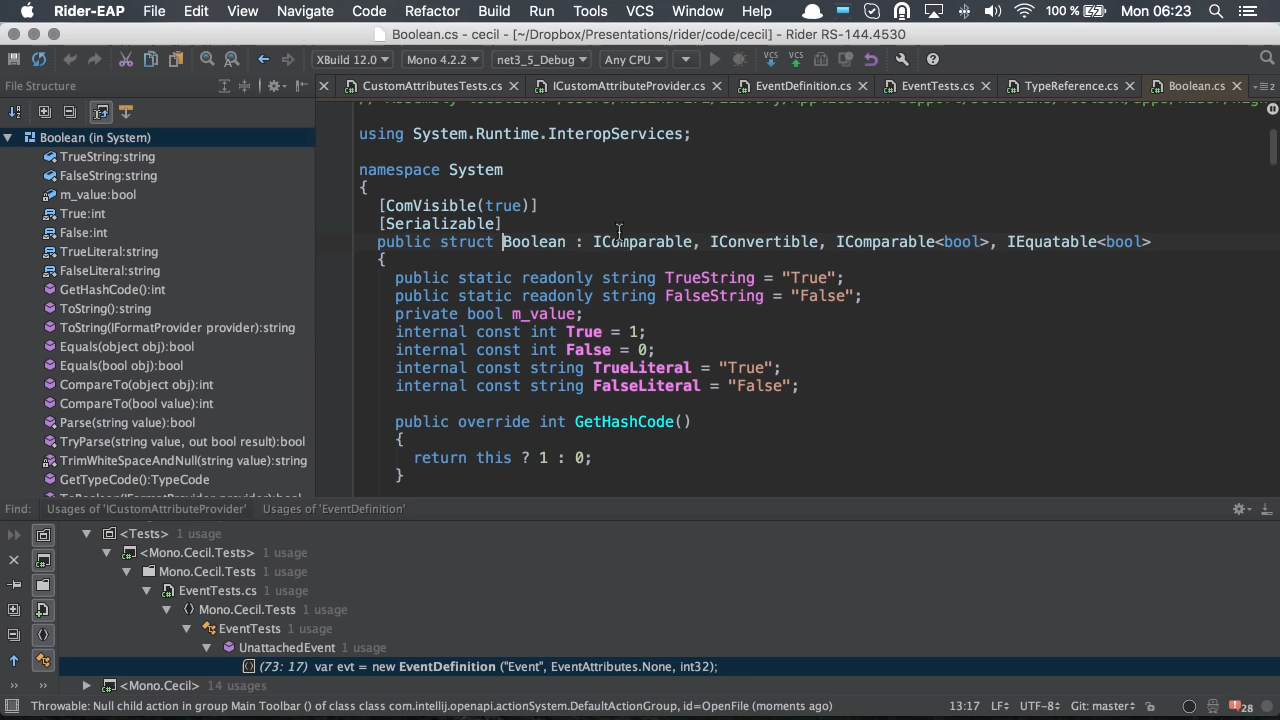 Rider-EAP File Edit View Navigate Code Refactor Build Run Tools VCS Window Help 100 % Mon 06:23
Boolean.cs - cecil - [~/Dropbox/Presentations/rider/code/cecil] - Rider RS-144.4530
XBuild 12.0 Mono 4.2.2 net3_5_Debug Any CPU VCS VCS
File Structure
CustomAttributesTests.cs ICustomAttributeProvider.cs EventDefinition.cs EventTests.cs TypeReference.cs Boolean.cs
Boolean (in System)
TrueString:string
FalseString:string
m_value:bool
True:int
False:int
TrueLiteral:string
FalseLiteral:string
GetHashCode():int
ToString():string
ToString(IFormatProvider provider):string
Equals(object obj):bool
Equals(bool obj):bool
CompareTo(object obj):int
CompareTo(bool value):int
Parse(string value):bool
TryParse(string value, out bool result):bool
TrimWhiteSpaceAndNull(string value):string
GetTypeCode():TypeCode
ToBoolean(IFormatProvider provider):bool
using System.Runtime.InteropServices;
namespace System
{
[ComVisible(true)]
[Serializable]
public struct Boolean : IComparable, IConvertible, IComparable<bool>, IEquatable<bool>
{
public static readonly string TrueString = "True";
public static readonly string FalseString = "False";
private bool m_value;
internal const int True = 1;
internal const int False = 0;
internal const string TrueLiteral = "True";
internal const string FalseLiteral = "False";
public override int GetHashCode()
{
return this ? 1 : 0;
}
Find: Usages of 'ICustomAttributeProvider' Usages of 'EventDefinition'
<Tests> 1 usage
<Mono.Cecil.Tests> 1 usage
Mono.Cecil.Tests 1 usage
EventTests.cs 1 usage
Mono.Cecil.Tests 1 usage
EventTests 1 usage
UnattachedEvent 1 usage
(73: 17) var evt = new EventDefinition ("Event", EventAttributes.None, int32);
<Mono.Cecil> 14 usages
Throwable: Null child action in group Main Toolbar () of class class com.intellij.openapi.actionSystem.DefaultActionGroup, id=OpenFile (moments ago) 13:17 LF UTF-8 Git: master 28